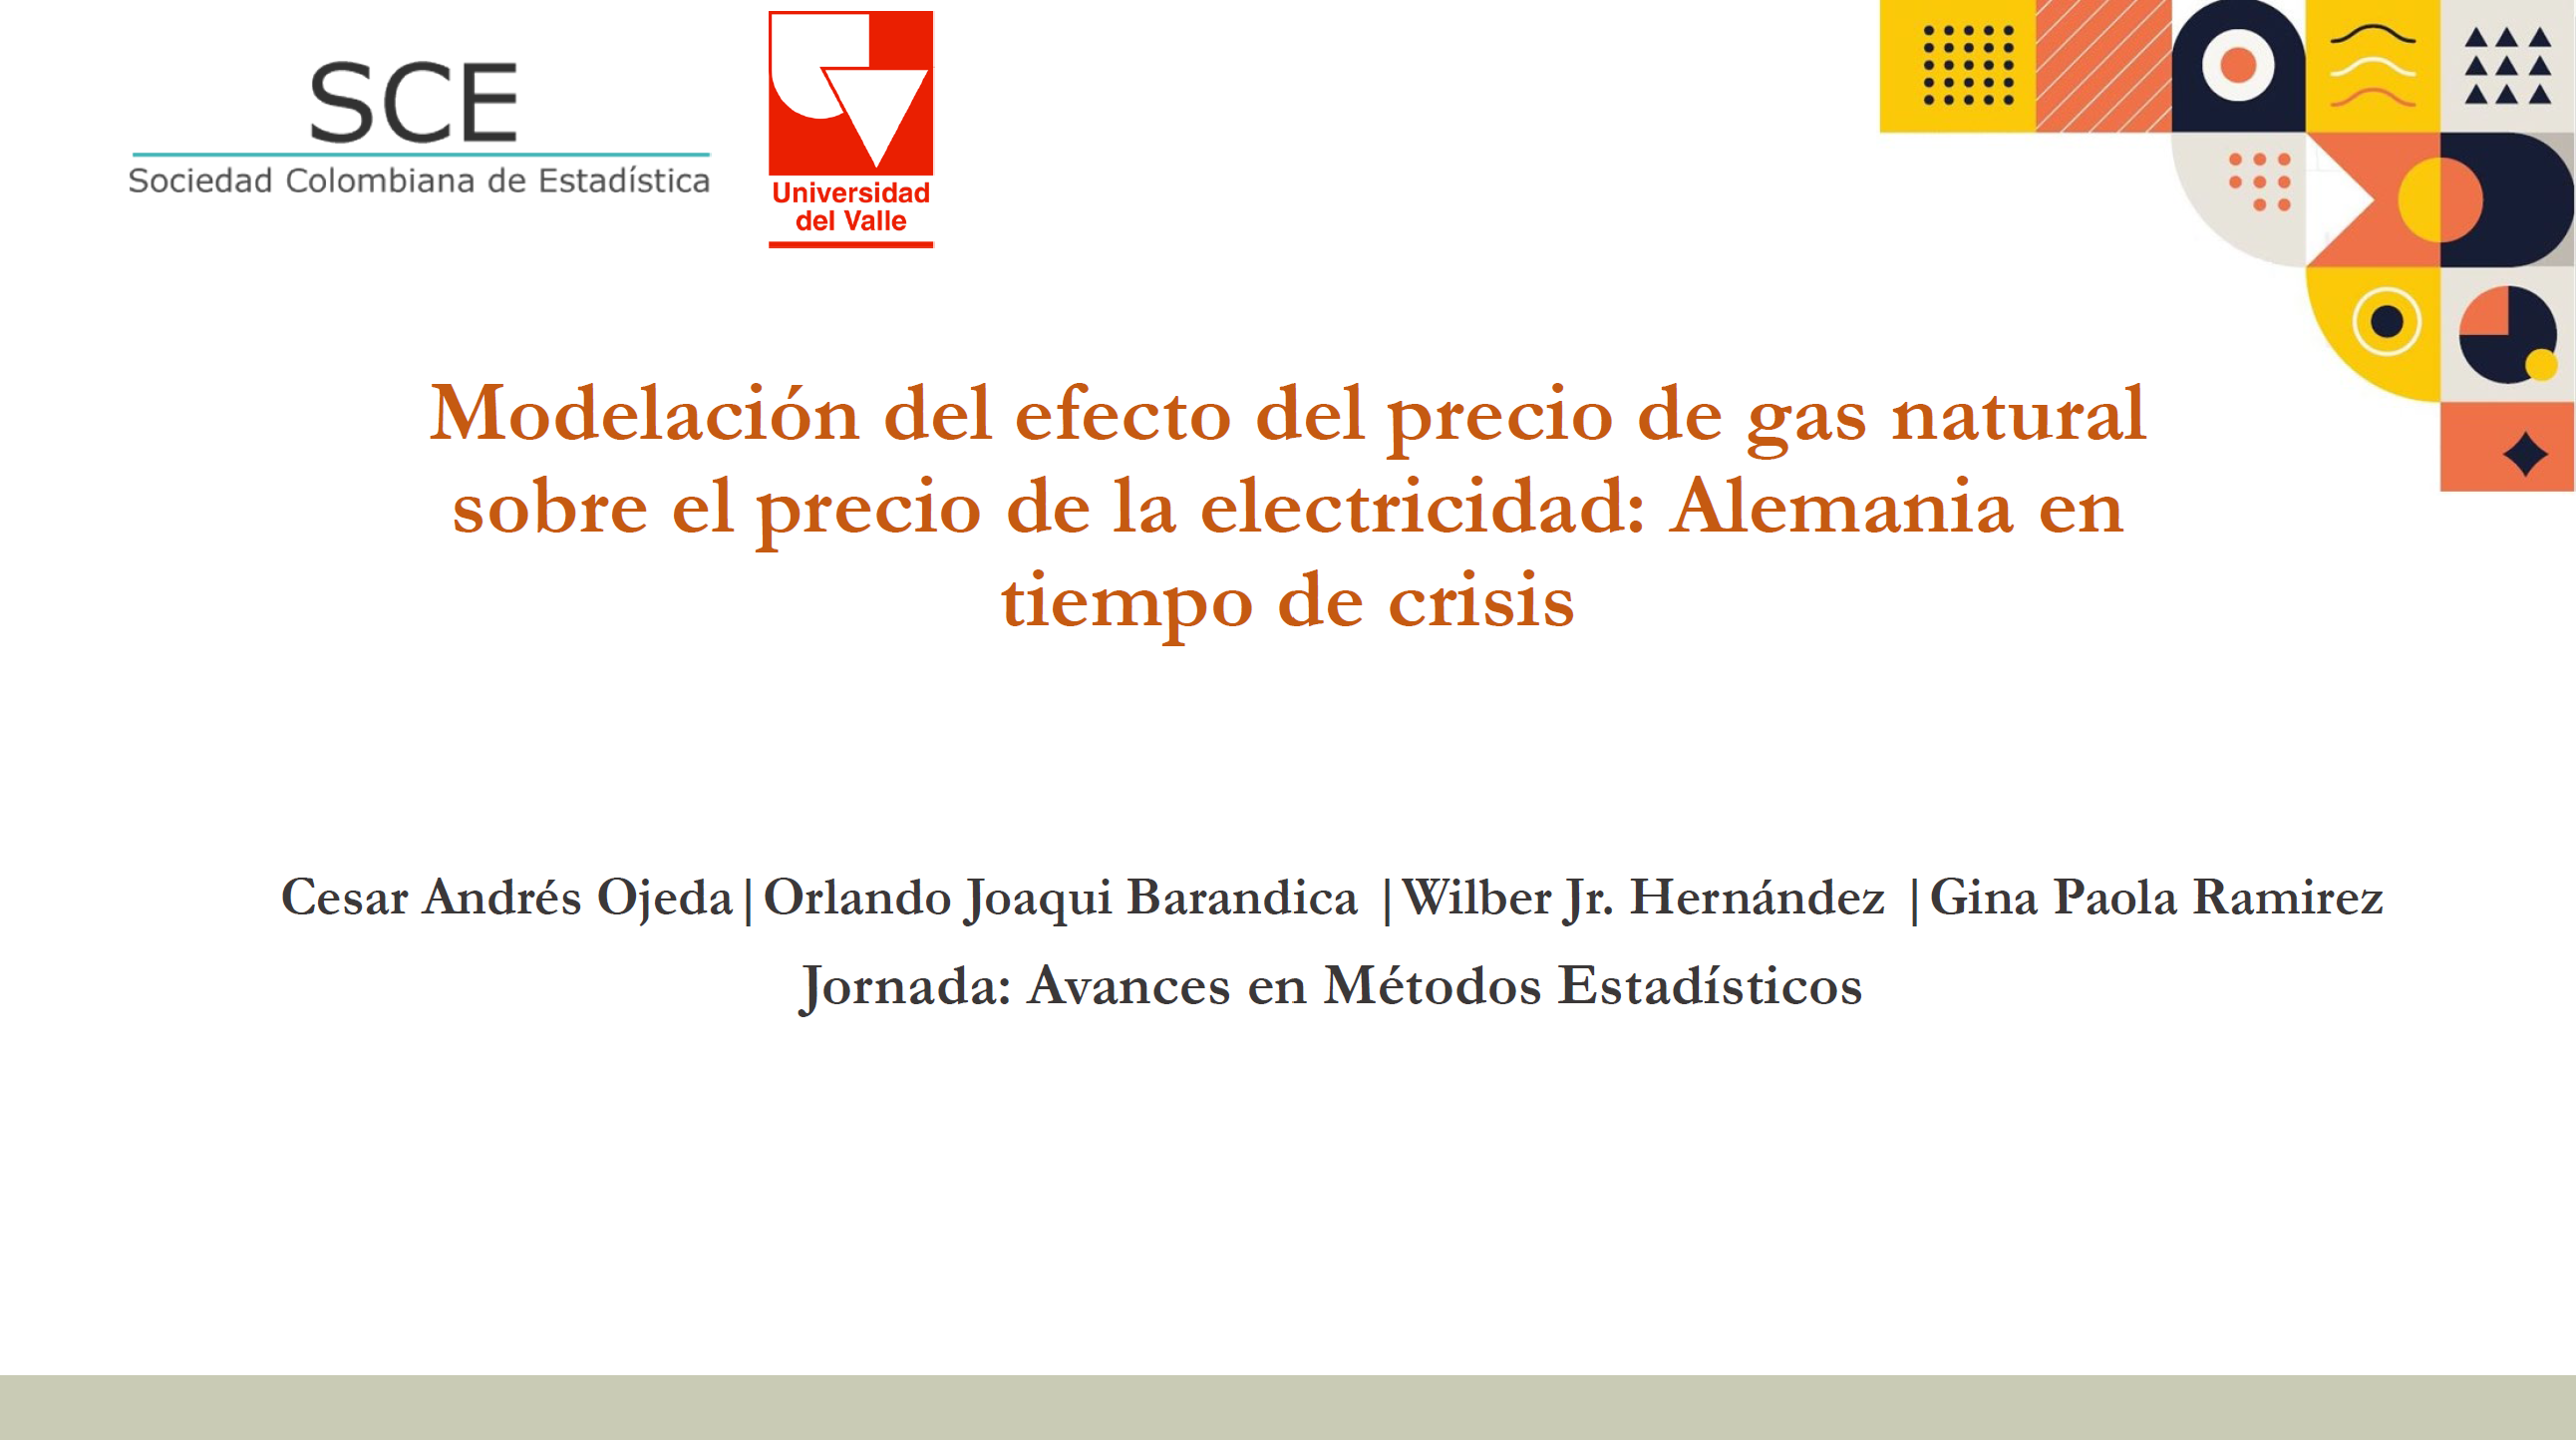 SCE
Sociedad Colombiana de Estadística
Universidad
del Valle
Modelación del efecto del precio de gas natural
sobre el precio de la electricidad: Alemania en
tiempo de crisis
Cesar Andrés Ojeda|Orlando Joaqui Barandica |Wilber Jr. Hernández |Gina Paola Ramirez
Jornada: Avances en Métodos Estadísticos